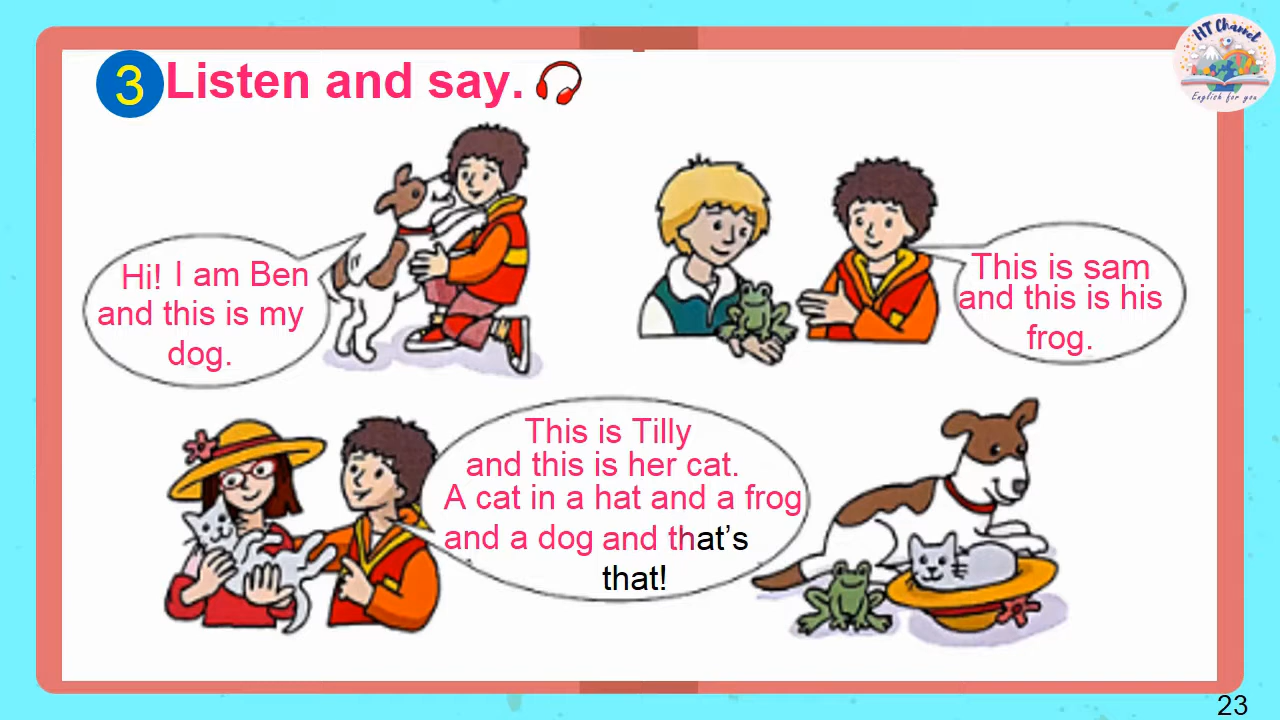 HT Channel
English for you
3 Listen and say.
Hi! I am Ben
and this is my
dog.
This is sam
and this is his
frog.
This is Tilly
and this is her cat.
A cat in a hat and a frog
and a dog and that's
that!
23